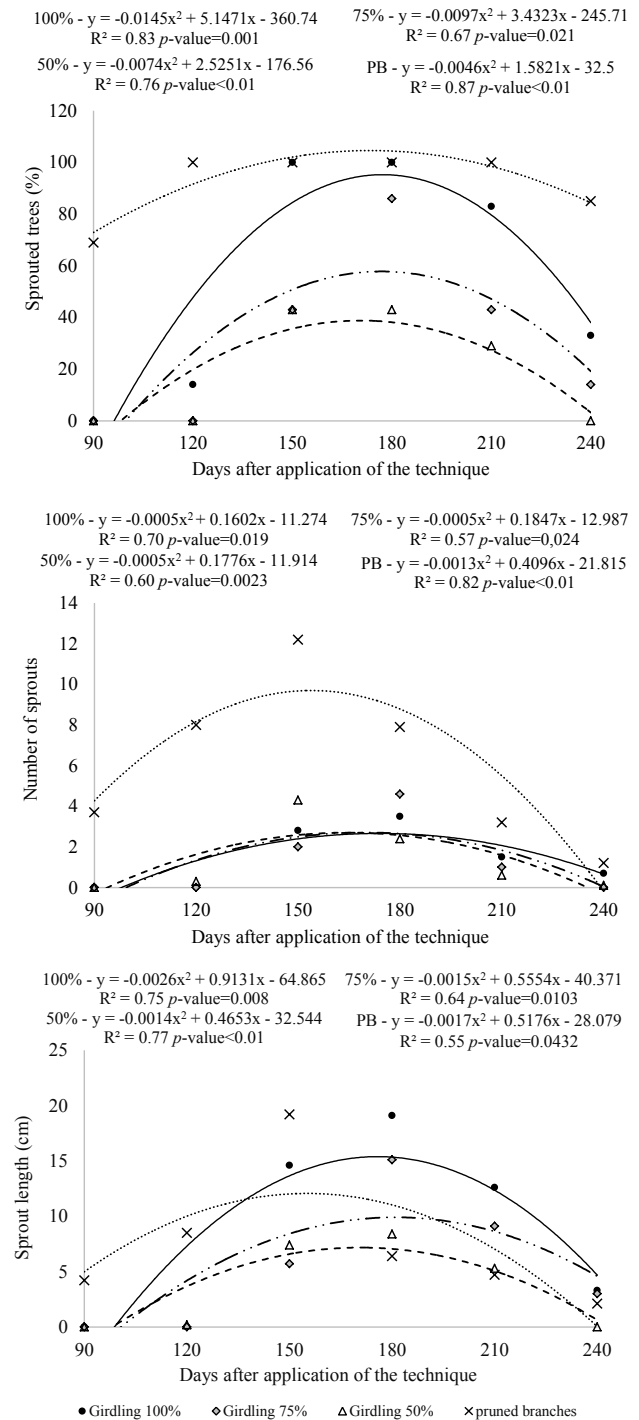 100% - y = -0.0145x² + 5.1471x - 360.74
R² = 0.83 p-value=0.001
75% - y = -0.0097x² + 3.4323x - 245.71
R² = 0.67 p-value=0.021
50% - y = -0.0074x² + 2.5251x - 176.56
R² = 0.76 p-value<0.01
PB - y = -0.0046x² + 1.5821x - 32.5
R² = 0.87 p-value<0.01
Sprouted trees (%)
120
100
80
60
40
20
0
90 120 150 180 210 240
Days after application of the technique
100% - y = -0.0005x² + 0.1602x - 11.274
R² = 0.70 p-value=0.019
75% - y = -0.0005x² + 0.1847x - 12.987
R² = 0.57 p-value=0,024
50% - y = -0.0005x² + 0.1776x - 11.914
R² = 0.60 p-value=0.0023
PB - y = -0.0013x² + 0.4096x - 21.815
R² = 0.82 p-value<0.01
Number of sprouts
14
12
10
8
6
4
2
0
90 120 150 180 210 240
Days after application of the technique
100% - y = -0.0026x² + 0.9131x - 64.865
R² = 0.75 p-value=0.008
75% - y = -0.0015x² + 0.5554x - 40.371
R² = 0.64 p-value=0.0103
50% - y = -0.0014x² + 0.4653x - 32.544
R² = 0.77 p-value<0.01
PB - y = -0.0017x² + 0.5176x - 28.079
R² = 0.55 p-value=0.0432
Sprout length (cm)
25
20
15
10
5
0
90 120 150 180 210 240
Days after application of the technique
Girdling 100% Girdling 75% Girdling 50% pruned branches